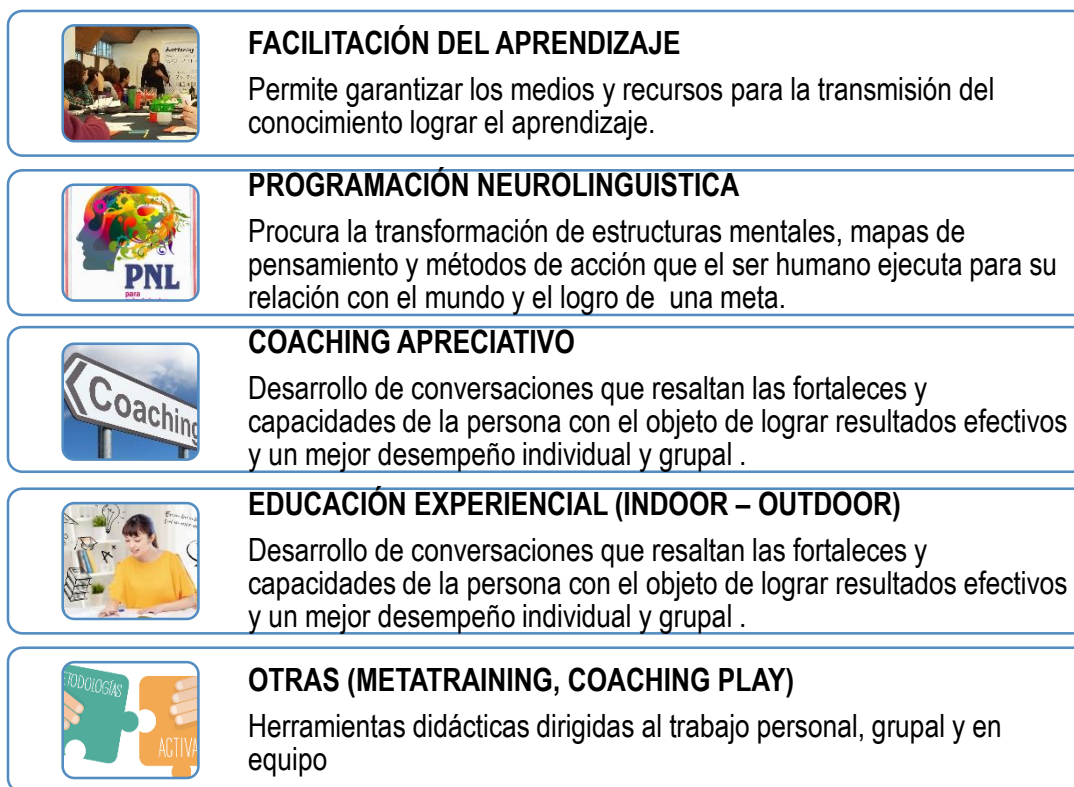 FACILITACIÓN DEL APRENDIZAJE
Permite garantizar los medios y recursos para la transmisión del
conocimiento lograr el aprendizaje.
PNL
para
PROGRAMACIÓN NEUROLINGUISTICA
Procura la transformación de estructuras mentales, mapas de
pensamiento y métodos de acción que el ser humano ejecuta para su
relación con el mundo y el logro de una meta.
Coaching
COACHING APRECIATIVO
Desarrollo de conversaciones que resaltan las fortaleces y
capacidades de la persona con el objeto de lograr resultados efectivos
y un mejor desempeño individual y grupal .
EDUCACIÓN EXPERIENCIAL (INDOOR – OUTDOOR)
Desarrollo de conversaciones que resaltan las fortaleces y
capacidades de la persona con el objeto de lograr resultados efectivos
y un mejor desempeño individual y grupal .
TODOLOGÍAS
ACTIVA
OTRAS (METATRAINING, COACHING PLAY)
Herramientas didácticas dirigidas al trabajo personal, grupal y en
equipo